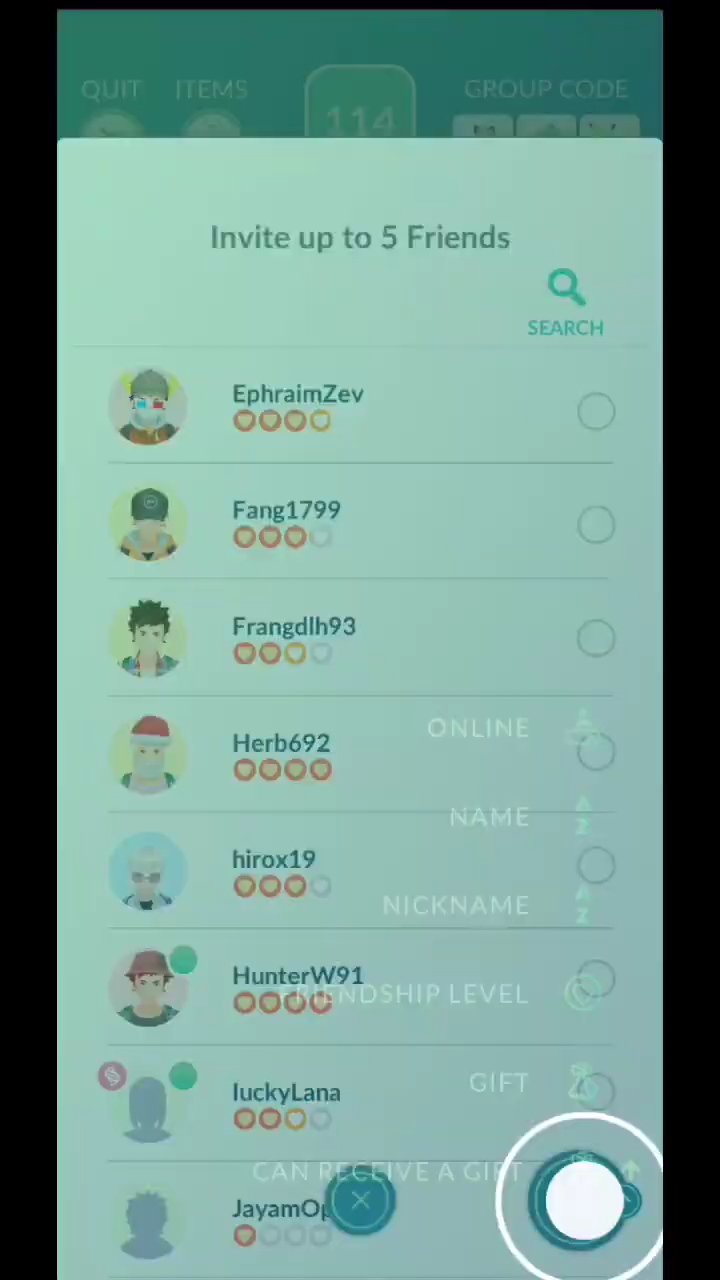 QUIT ITEMS GROUP CODE
114
Invite up to 5 Friends
SEARCH
EphraimZev
Fang1799
Frangdlh93
ONLINE
Herb692
NAME
hirox19
NICKNAME
HunterW91
FRIENDSHIP LEVEL
luckyLana
GIFT
CAN RECEIVE A GIFT
JayamOp